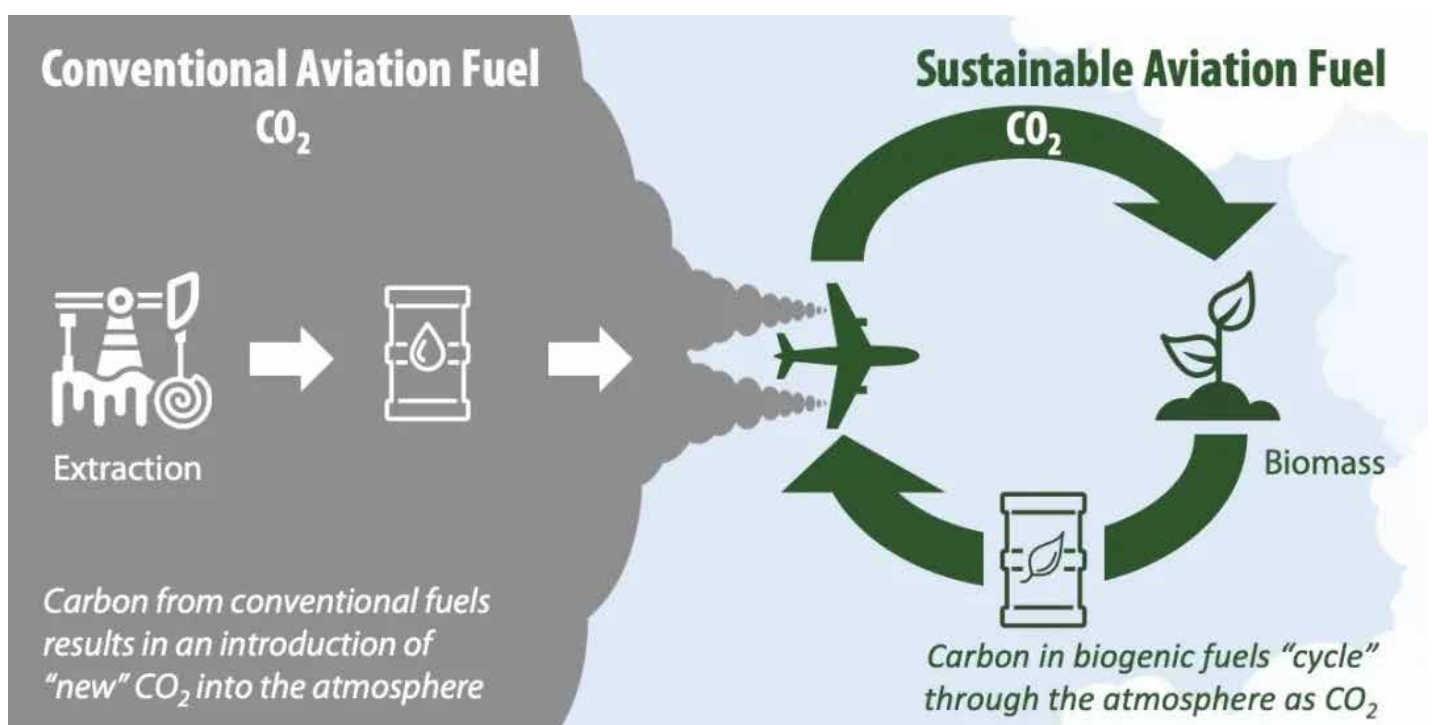 Conventional Aviation Fuel
CO₂
Extraction
Carbon from conventional fuels
results in an introduction of
“new” CO₂ into the atmosphere
Sustainable Aviation Fuel
CO₂
Biomass
Carbon in biogenic fuels “cycle”
through the atmosphere as CO₂